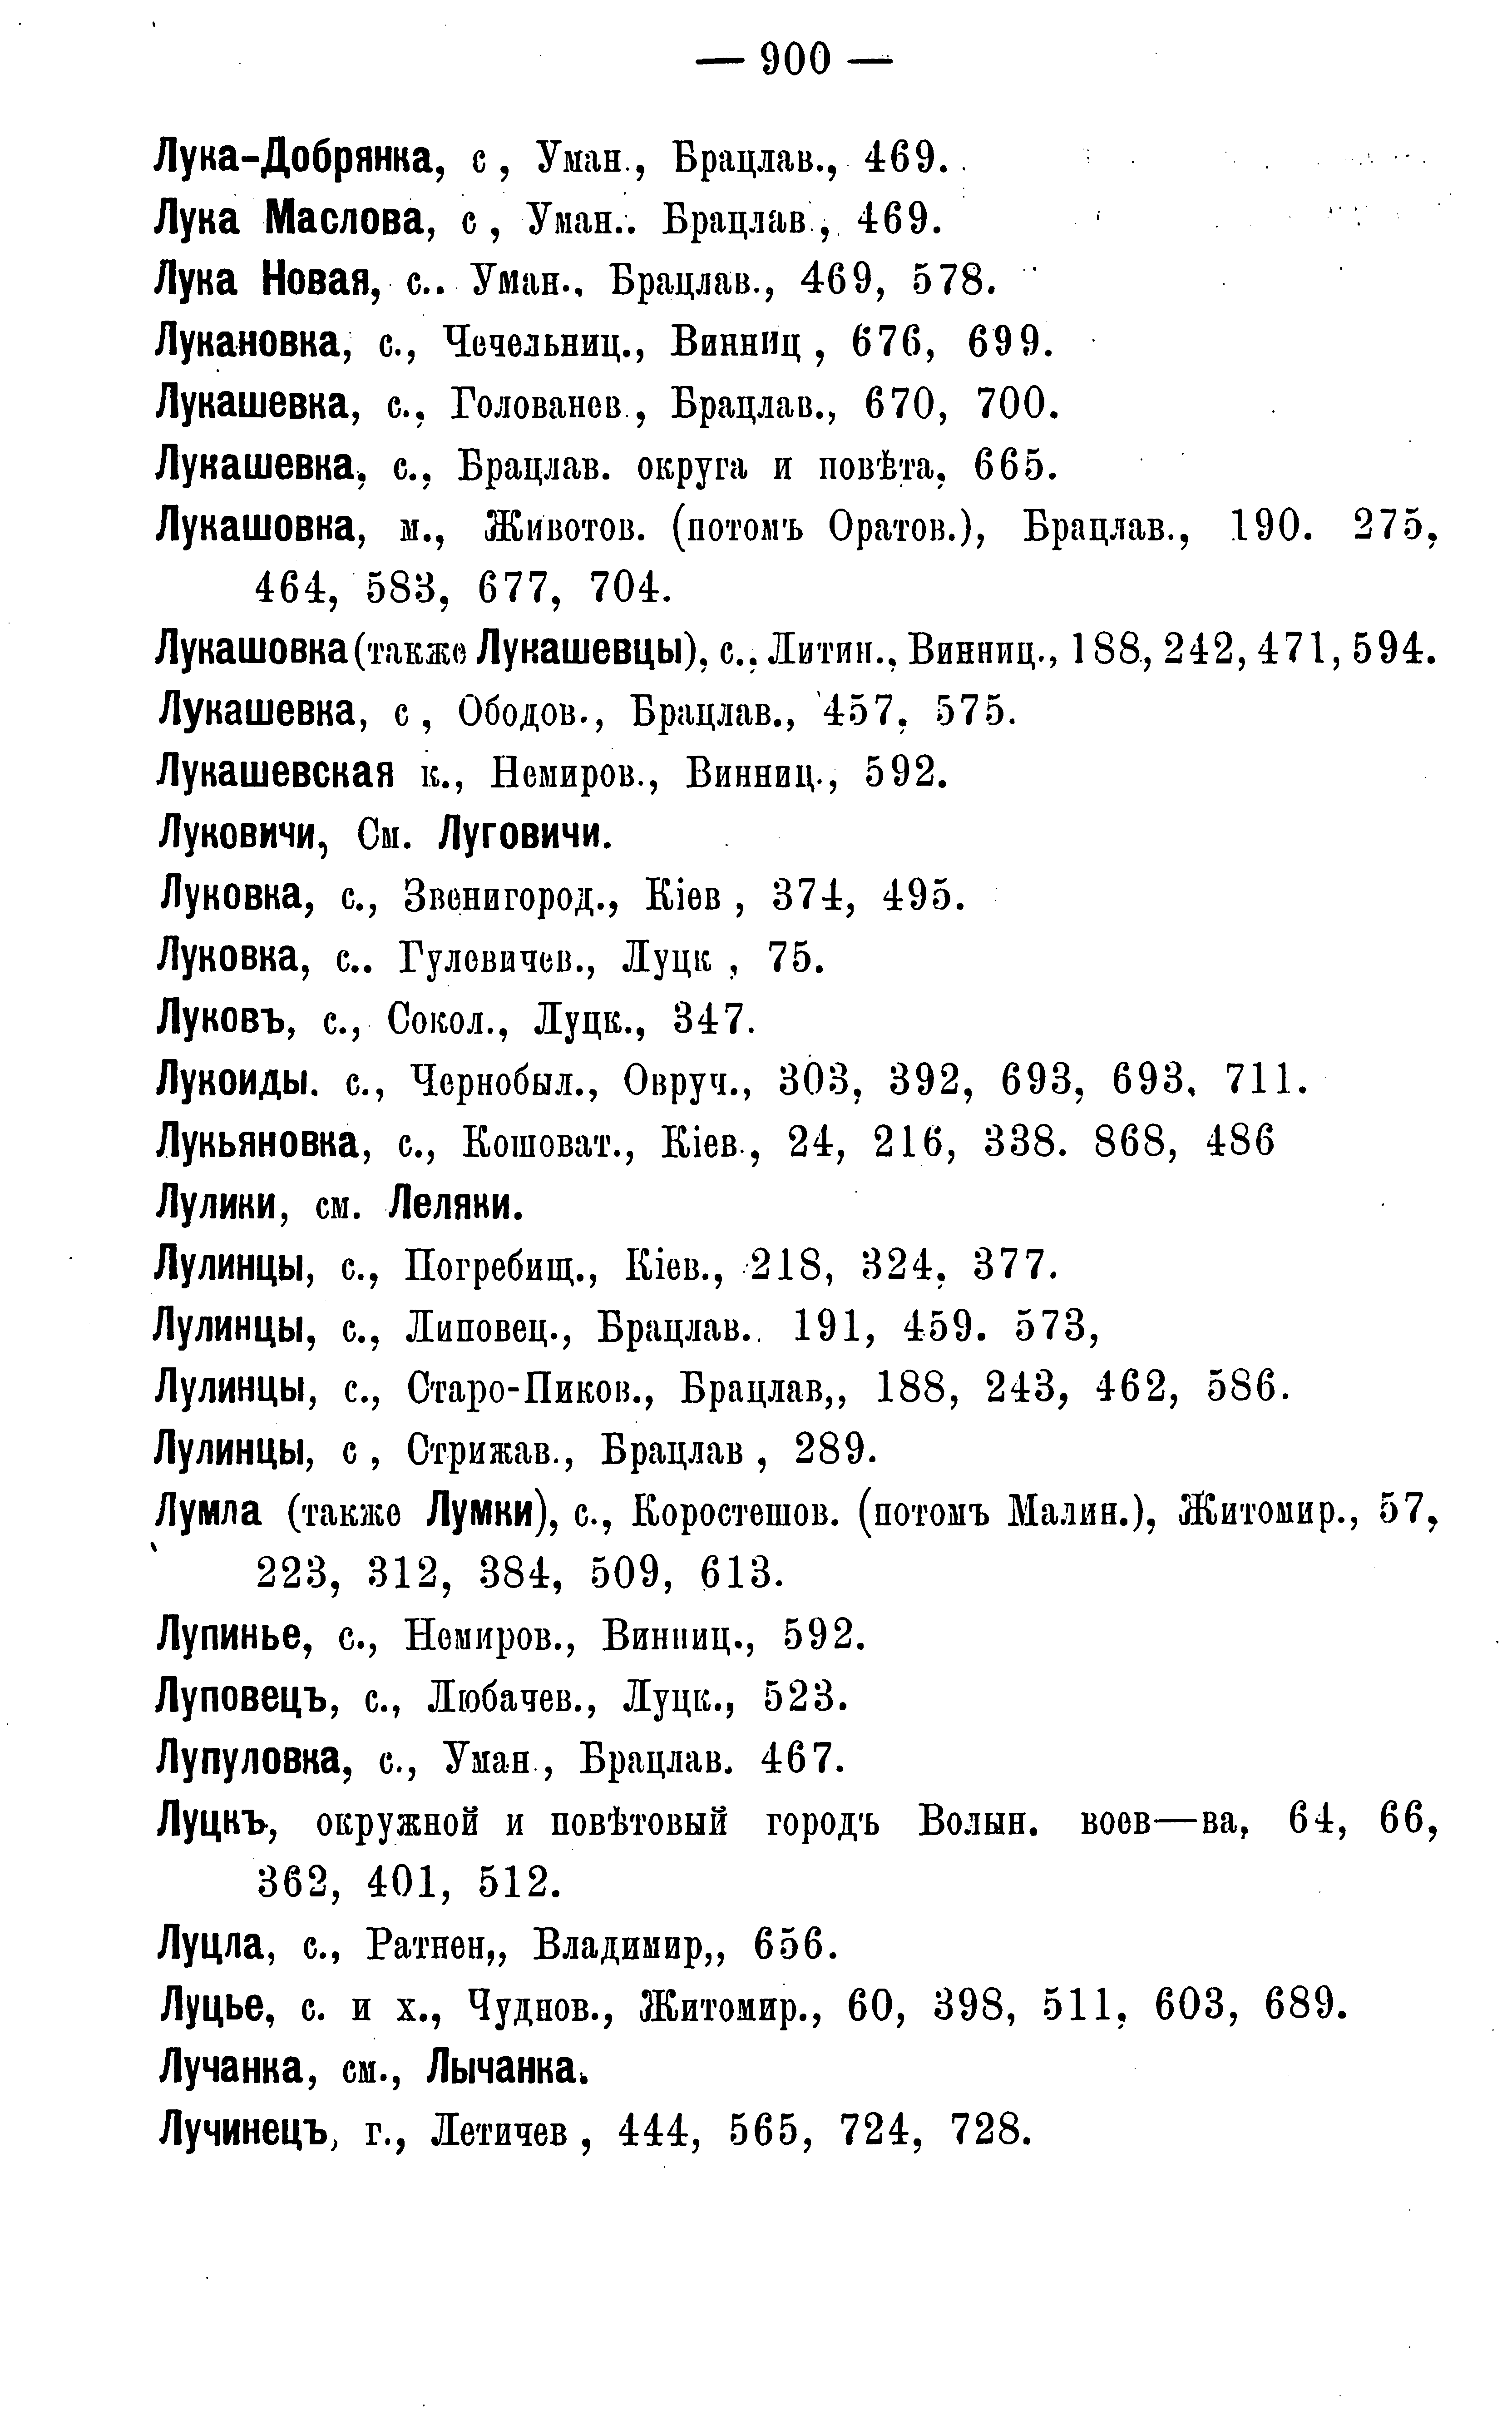 — 900 —
Лука-Добрянка, с , Уман., Брацлав., 469.
Лука Маслова, с , Уман.. Брацлав., 469.
Лука Новая, с.. Уман., Брацлав., 469, 578.
Лукановка, с., Чечельниц., Винниц , 676, 699.
Лукашевка, с., Голованев., Брацлав., 670, 700.
Лукашевка, с., Брацлав. округа и повѣта, 665.
Лукашовка, м., Животов. (потомъ Оратов.), Брацлав., 190. 275,
464, 583, 677, 704.
Лукашовка (также Лукашевцы), с., Литин., Винниц., 188, 242, 471, 594.
Лукашевка, с , Ободов., Брацлав., 457, 575.
Лукашевская к., Немиров., Винниц., 592.
Луковичи, См. Луговичи.
Луковка, с., Звенигород., Кіев , 374, 495.
Луковка, с.. Гулевичев., Луцк , 75.
Луковъ, с., Сокол., Луцк., 347.
Лукоиды. с., Чернобыл., Овруч., 303, 392, 693, 693, 711.
Лукьяновка, с., Кошоват., Кіев., 24, 216, 338. 868, 486
Лулики, см. Леляки.
Лулинцы, с., Погребищ., Кіев., 218, 324, 377.
Лулинцы, с., Липовец., Брацлав.. 191, 459. 573,
Лулинцы, с., Старо-Пиков., Брацлав,, 188, 243, 462, 586.
Лулинцы, с , Стрижав., Брацлав , 289.
Лумла (также Лумки), с., Коростешов. (потомъ Малин.), Житомир., 57,
223, 312, 384, 509, 613.
Лупинье, с., Немиров., Винниц., 592.
Луповецъ, с., Любачев., Луцк., 523.
Лупуловка, с., Уман., Брацлав. 467.
Луцкъ, окружной и повѣтовый городъ Волын. воев—ва, 64, 66,
362, 401, 512.
Луцла, с., Ратнен,, Владимир,, 656.
Луцье, с. и х., Чуднов., Житомир., 60, 398, 511, 603, 689.
Лучанка, см., Лычанка.
Лучинецъ, г., Летичев , 444, 565, 724, 728.